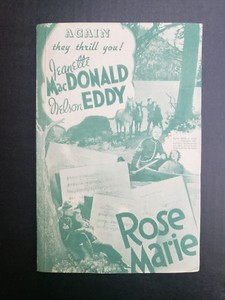 AGAIN
they thrill you!
Jeanette
MacDONALD
Nelson
EDDY
Rose
Marie